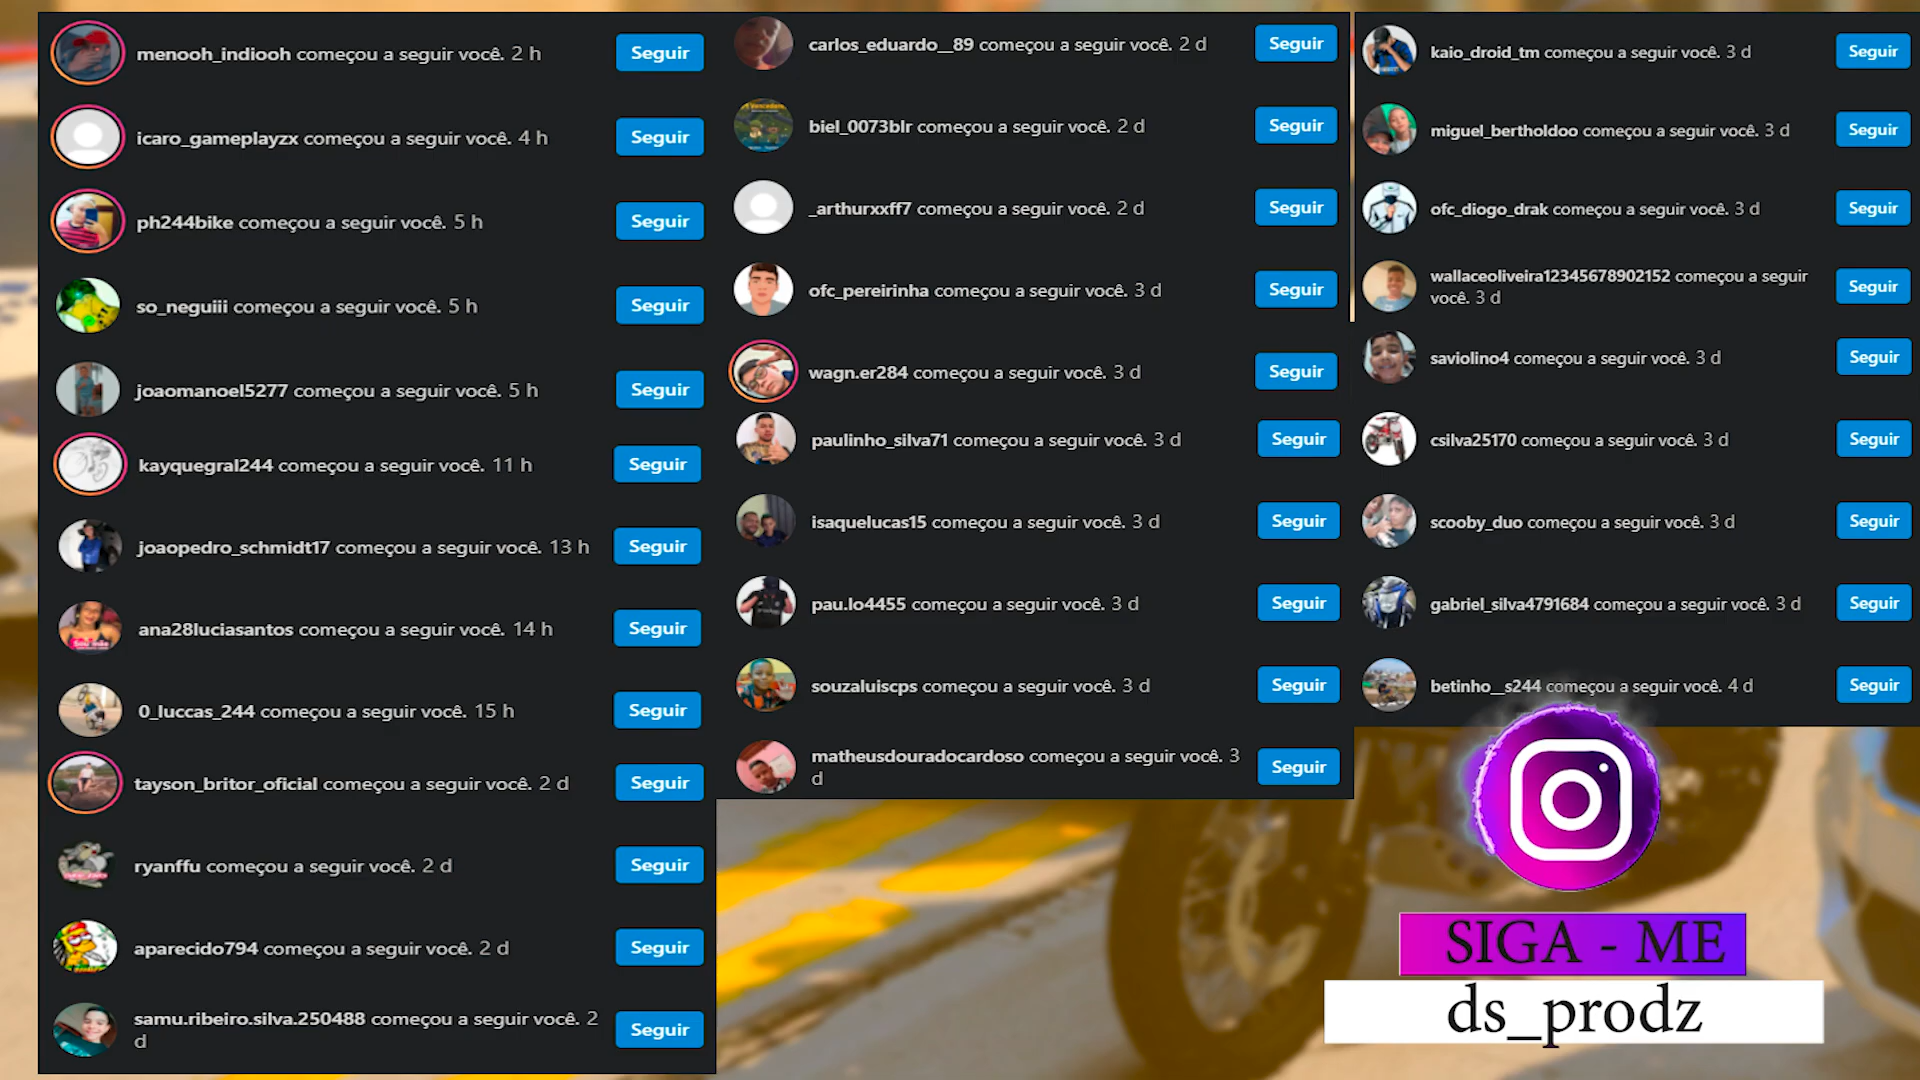 menooh_indiooh começou a seguir você. 2 h
Seguir
icaro_gameplayzx começou a seguir você. 4 h
Seguir
ph244bike começou a seguir você. 5 h
Seguir
so_neguiii começou a seguir você. 5 h
Seguir
joaomanoel5277 começou a seguir você. 5 h
Seguir
kayquegral244 começou a seguir você. 11 h
Seguir
joaopedro_schmidt17 começou a seguir você. 13 h
Seguir
ana28luciasantos começou a seguir você. 14 h
Seguir
0_luccas_244 começou a seguir você. 15 h
Seguir
tayson_britor_oficial começou a seguir você. 2 d
Seguir
ryanffu começou a seguir você. 2 d
Seguir
aparecido794 começou a seguir você. 2 d
Seguir
samu.ribeiro.silva.250488 começou a seguir você. 2
d
Seguir
carlos_eduardo__89 começou a seguir você. 2 d
Seguir
biel_0073blr começou a seguir você. 2 d
Seguir
_arthurxxff7 começou a seguir você. 2 d
Seguir
ofc_pereirinha começou a seguir você. 3 d
Seguir
wagn.er284 começou a seguir você. 3 d
Seguir
paulinho_silva71 começou a seguir você. 3 d
Seguir
isaquelucas15 começou a seguir você. 3 d
Seguir
pau.lo4455 começou a seguir você. 3 d
Seguir
souzaluiscps começou a seguir você. 3 d
Seguir
matheusdouradocardoso começou a seguir você. 3
d
Seguir
kaio_droid_tm começou a seguir você. 3 d
Seguir
miguel_bertholdoo começou a seguir você. 3 d
Seguir
ofc_diogo_drak começou a seguir você. 3 d
Seguir
wallaceoliveira12345678902152 começou a seguir
você. 3 d
Seguir
saviolino4 começou a seguir você. 3 d
Seguir
csilva25170 começou a seguir você. 3 d
Seguir
scooby_duo começou a seguir você. 3 d
Seguir
gabriel_silva4791684 começou a seguir você. 3 d
Seguir
betinho__s244 começou a seguir você. 4 d
Seguir
SIGA - ME
ds_prodz